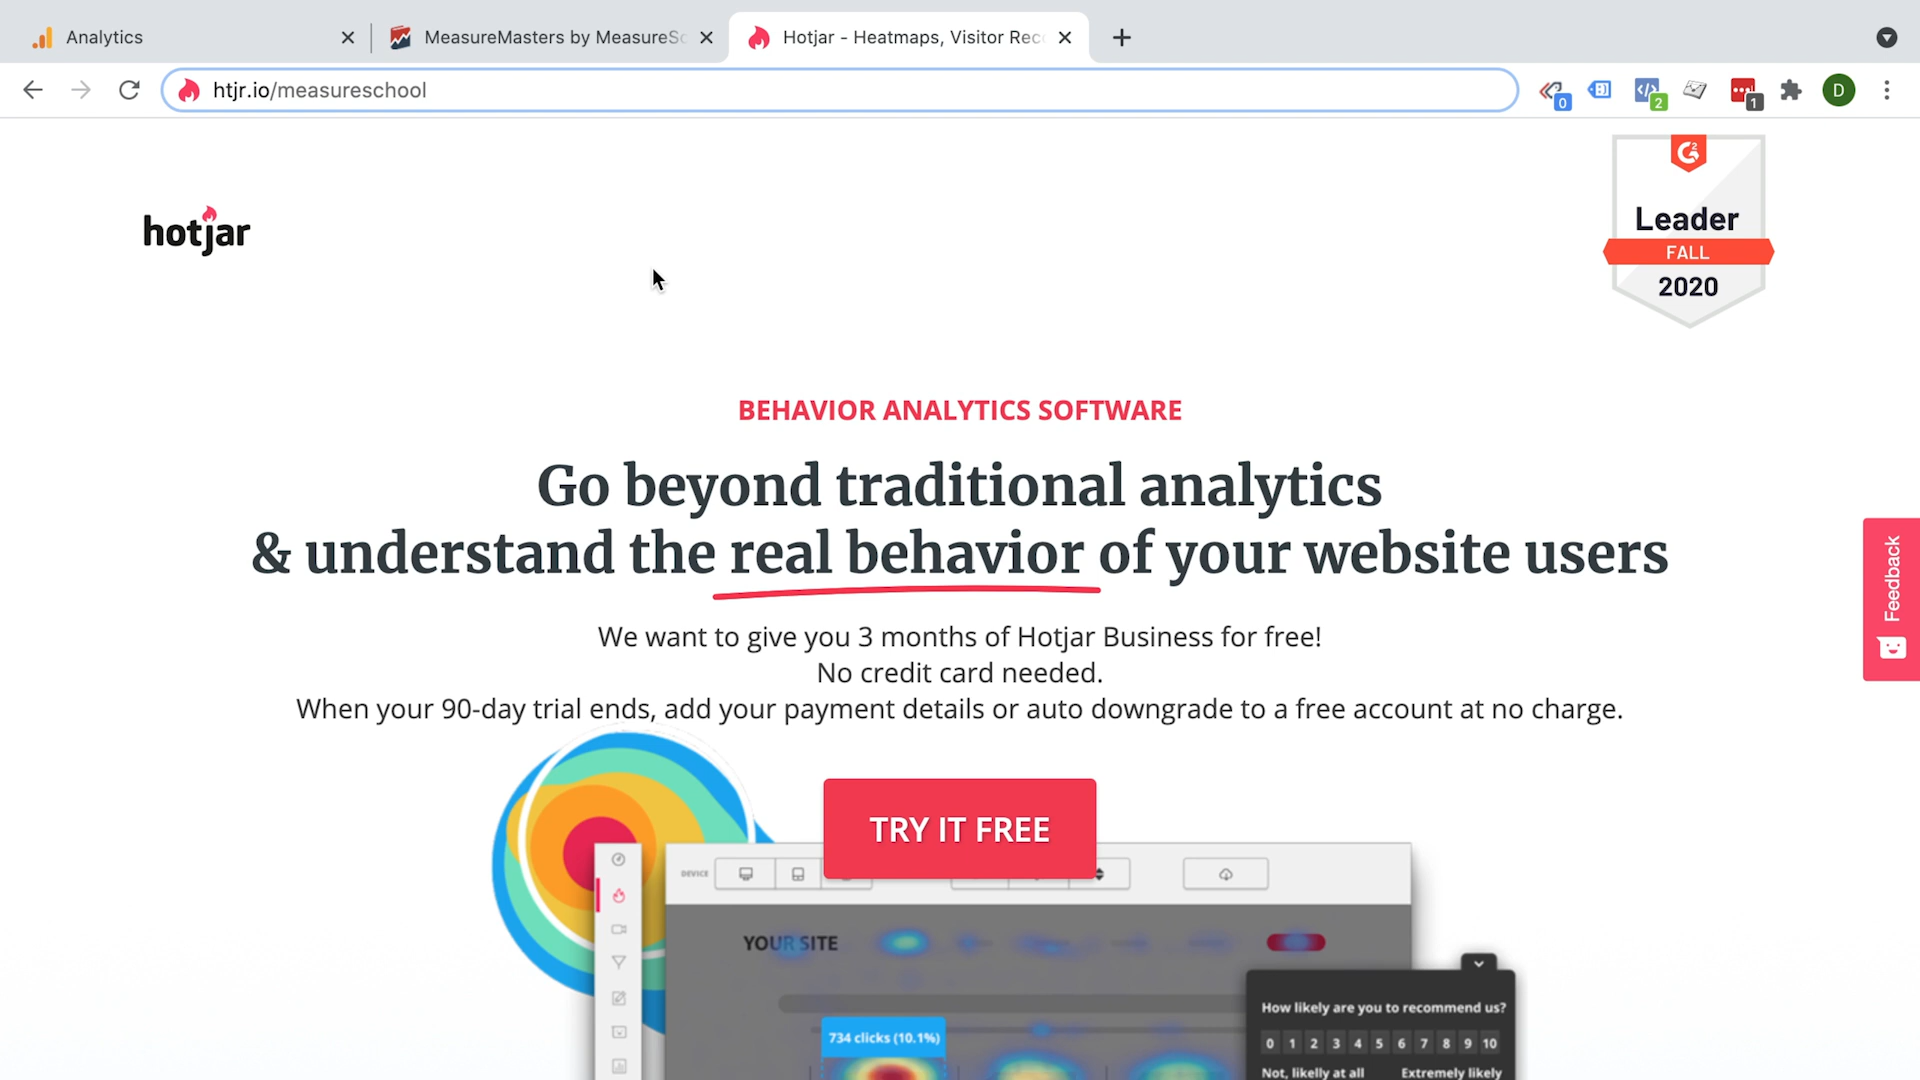 Analytics
MeasureMasters by MeasureSc
Hotjar - Heatmaps, Visitor Rec
htjr.io/measureschool
0
2
1
D
hotjar
G2
Leader
FALL
2020
BEHAVIOR ANALYTICS SOFTWARE
Go beyond traditional analytics
& understand the real behavior of your website users
We want to give you 3 months of Hotjar Business for free!
No credit card needed.
When your 90-day trial ends, add your payment details or auto downgrade to a free account at no charge.
Feedback
TRY IT FREE
DEVICE
YOUR SITE
734 clicks (10.1%)
How likely are you to recommend us?
0 1 2 3 4 5 6 7 8 9 10
Not, likelly at all Extremely likely